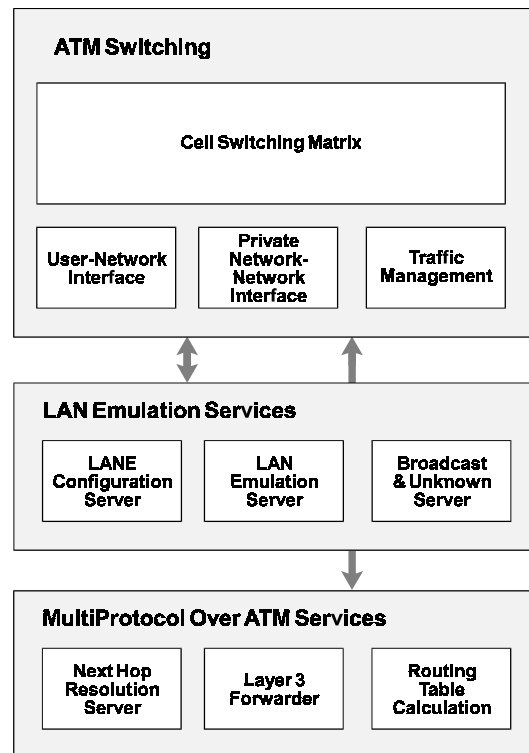 ATM Switching
Cell Switching Matrix
User-Network
Interface
Private
Network-
Network
Interface
Traffic
Management
LAN Emulation Services
LANE
Configuration
Server
LAN
Emulation
Server
Broadcast
& Unknown
Server
MultiProtocol Over ATM Services
Next Hop
Resolution
Server
Layer 3
Forwarder
Routing
Table
Calculation